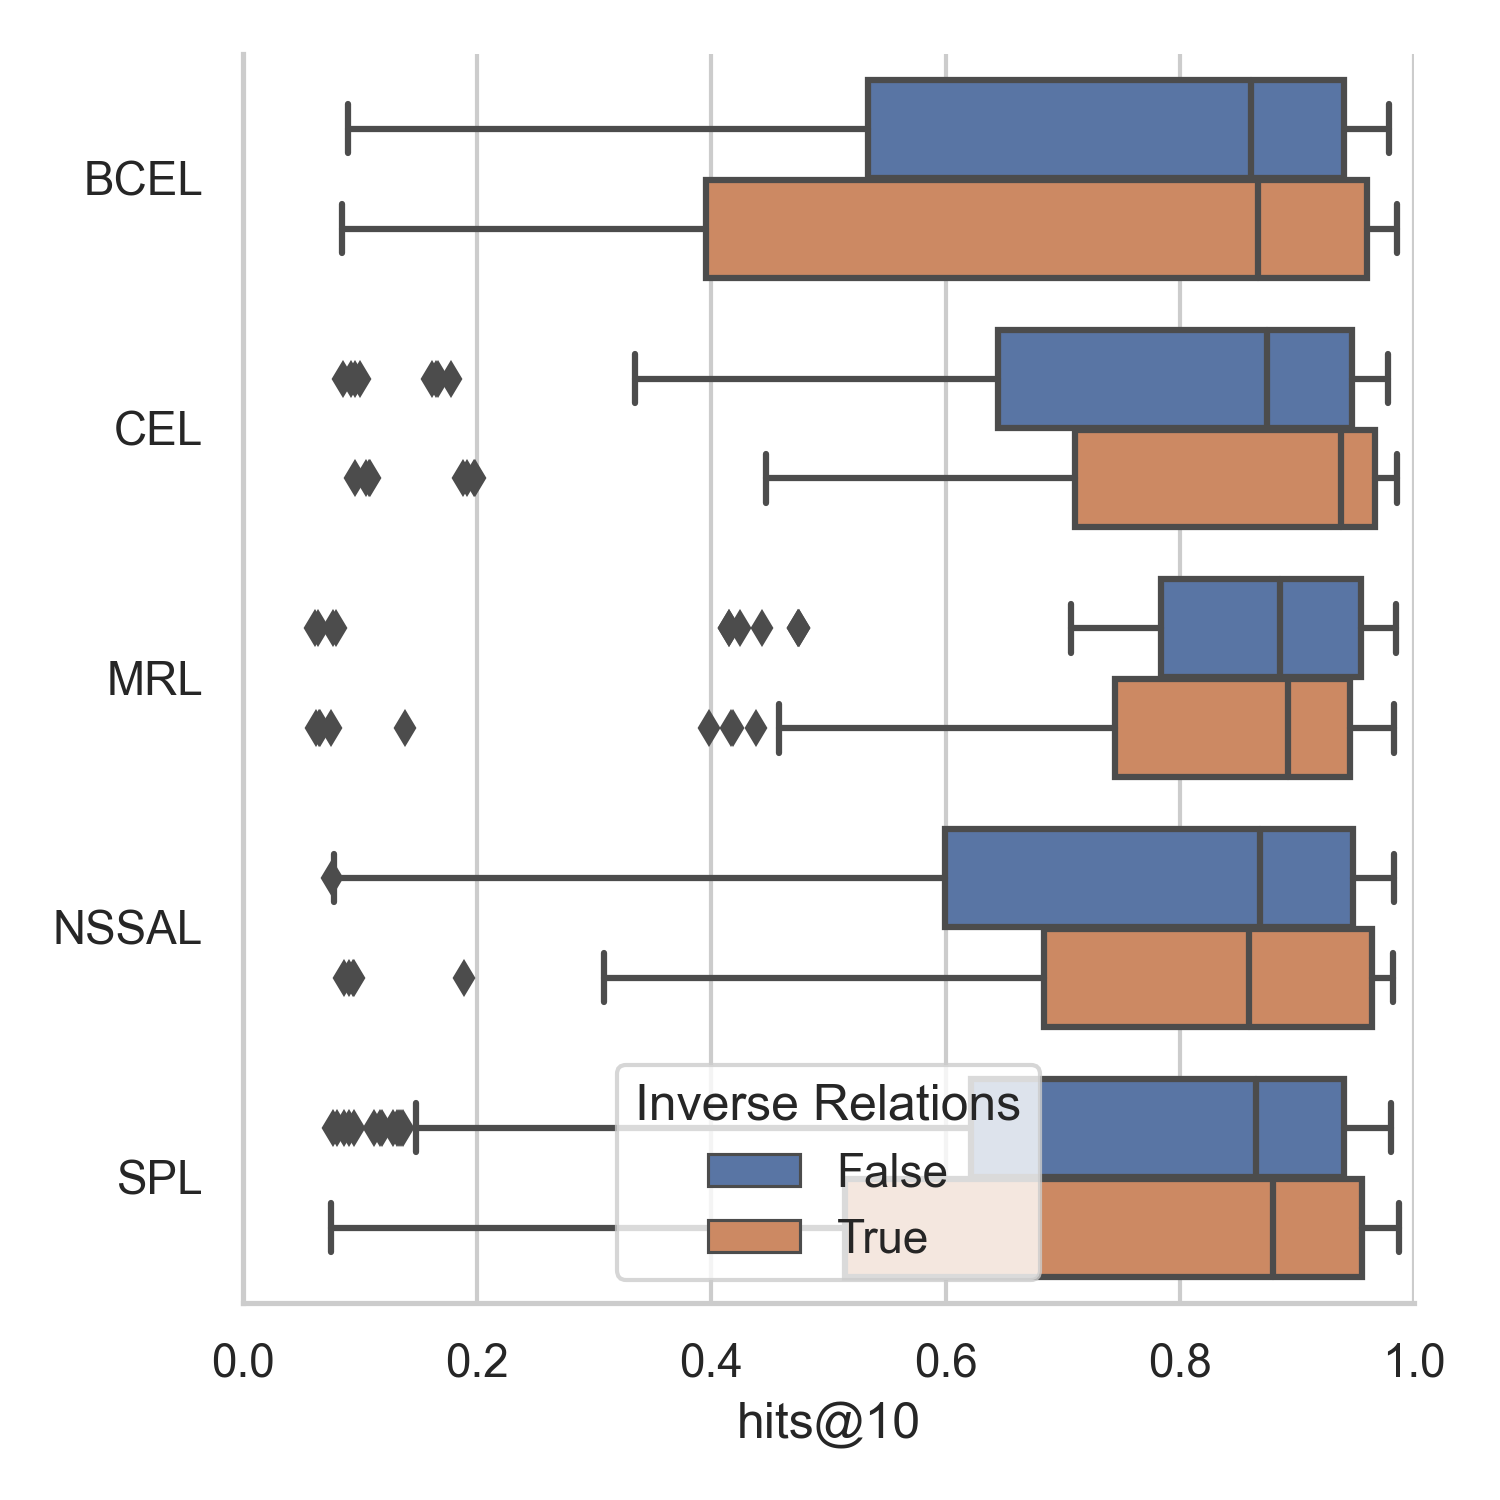 BCEL
CEL
MRL
NSSAL
SPL
Inverse Relations
False
True
0.0 0.2 0.4 0.6 0.8 1.0
hits@10